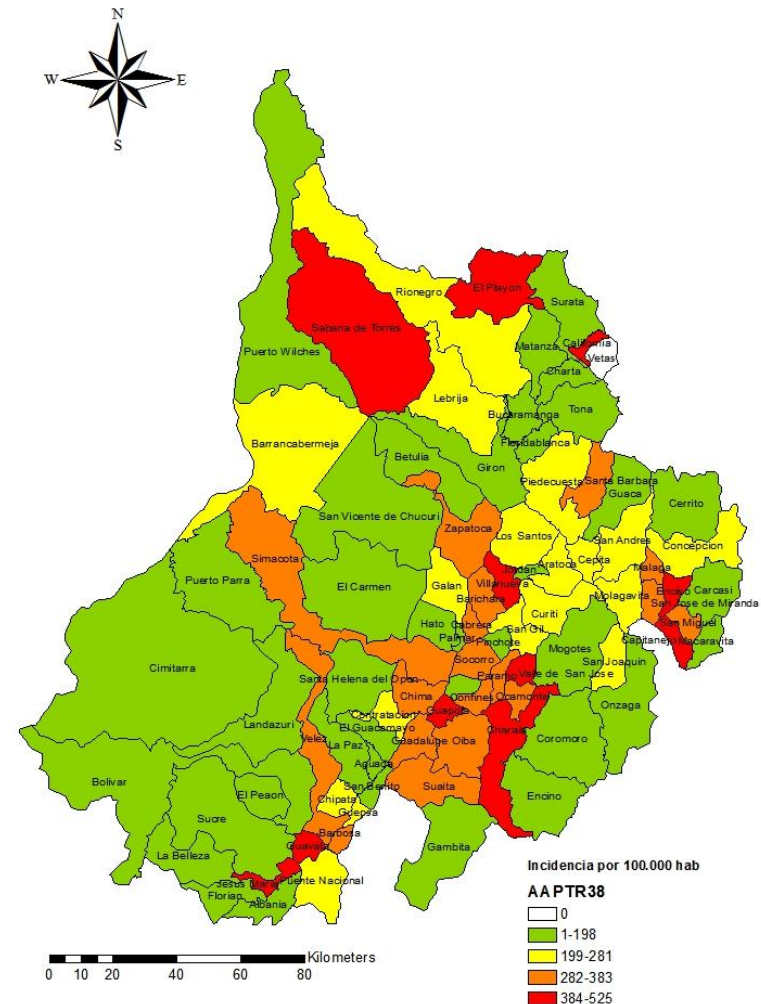 N
W E
S
Rionegro
El Playon
Surata
Sabana de Torres
California
Matanza
Vetas
Puerto Wilches
Charta
Lebrija
Tona
Bucaramanga
Barrancabermeja
Floridablanca
Betulia
Giron
Piedecuesta
Santa Barbara
Guaca
Cerrito
San Vicente de Chucuri
Zapatoca
Los Santos
San Andres
Concepcion
Simacota
Cepita
Jordan
Aratoca
Malaga
Puerto Parra
El Carmen
Galan
Villanueva
Enciso
Carcasi
Molagavita
San Jose de Miranda
Barichara
Curiti
San Miguel
Hato
Cabrera
San Gil
Capitanejo
Macaravita
Palmar
Pinchote
Mogotes
Socorro
San Joaquin
Cimitarra
Santa Helena del Opon
Paramo
Valle de San Jose
Chima
Confines
Ocamonte
Onzaga
Contratacion
Guapota
Landazuri
El Guacamayo
Charala
Velez
La Paz
Guadalupe
Oiba
Coromoro
Aguada
Bolivar
San Benito
Suaita
El Peaon
Encino
Chipata
Guepsa
Sucre
Barbosa
Guavata
Gambita
La Belleza
Jesus Maria
Puente Nacional
Florian
Albania
Incidencia por 100.000 hab
AAPTR38
0
1-198
199-281
282-383
384-525
Kilometers
0 10 20 40 60 80